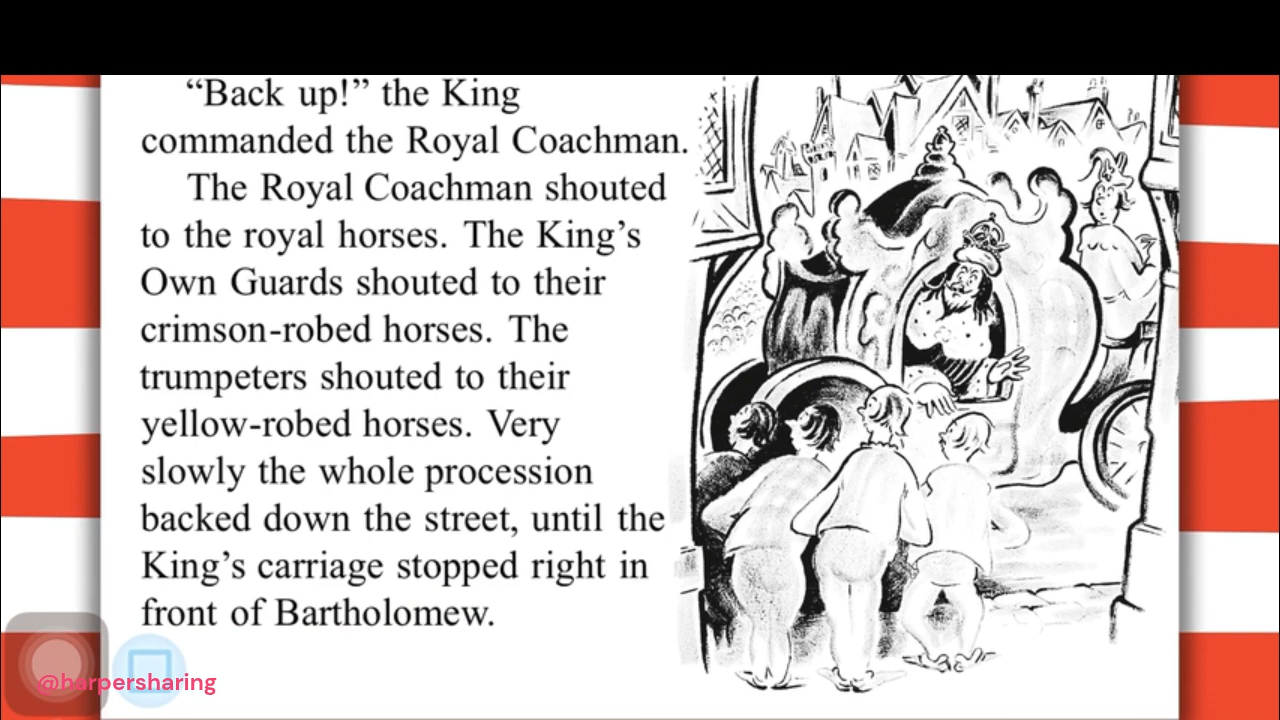 “Back up!” the King
commanded the Royal Coachman.
The Royal Coachman shouted
to the royal horses. The King’s
Own Guards shouted to their
crimson-robed horses. The
trumpeters shouted to their
yellow-robed horses. Very
slowly the whole procession
backed down the street, until the
King’s carriage stopped right in
front of Bartholomew.
@harpersharing